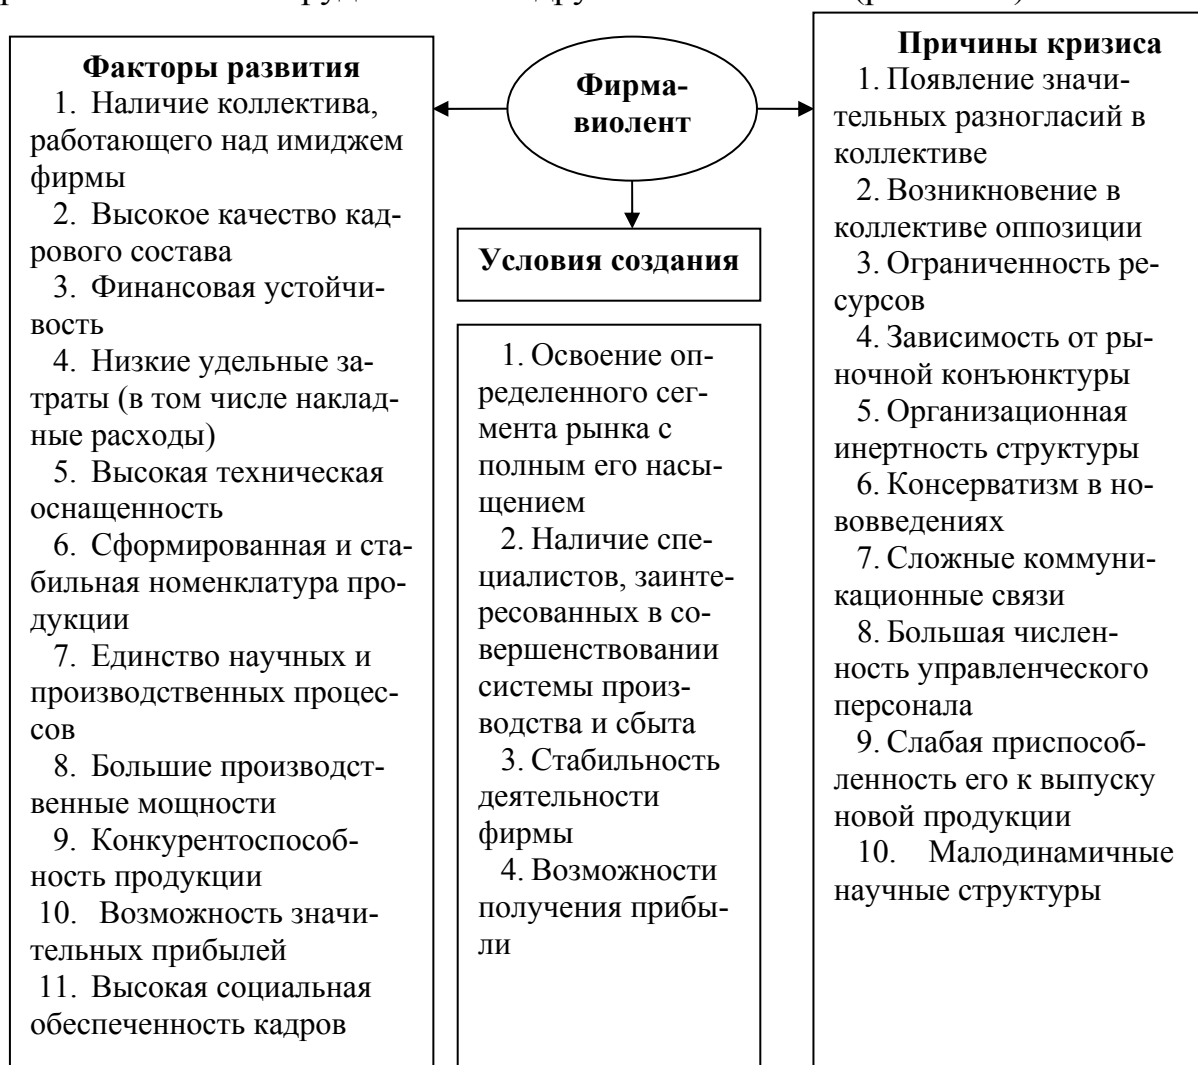 Факторы развития
1. Наличие коллектива,
работающего над имиджем
фирмы
2. Высокое качество кад-
рового состава
3. Финансовая устойчи-
вость
4. Низкие удельные за-
траты (в том числе наклад-
ные расходы)
5. Высокая техническая
оснащенность
6. Сформированная и ста-
бильная номенклатура про-
дукции
7. Единство научных и
производственных процес-
сов
8. Большие производст-
венные мощности
9. Конкурентоспособ-
ность продукции
10. Возможность значи-
тельных прибылей
11. Высокая социальная
обеспеченность кадров
Фирма-
виолент
Условия создания
1. Освоение оп-
ределенного сег-
мента рынка с
полным его насы-
щением
2. Наличие спе-
циалистов, заинте-
ресованных в со-
вершенствовании
системы произ-
водства и сбыта
3. Стабильность
деятельности
фирмы
4. Возможности
получения прибы-
ли
Причины кризиса
1. Появление значи-
тельных разногласий в
коллективе
2. Возникновение в
коллективе оппозиции
3. Ограниченность ре-
сурсов
4. Зависимость от ры-
ночной конъюнктуры
5. Организационная
инертность структуры
6. Консерватизм в но-
вовведениях
7. Сложные коммуни-
кационные связи
8. Большая числен-
ность управленческого
персонала
9. Слабая приспособ-
ленность его к выпуску
новой продукции
10. Малодинамичные
научные структуры